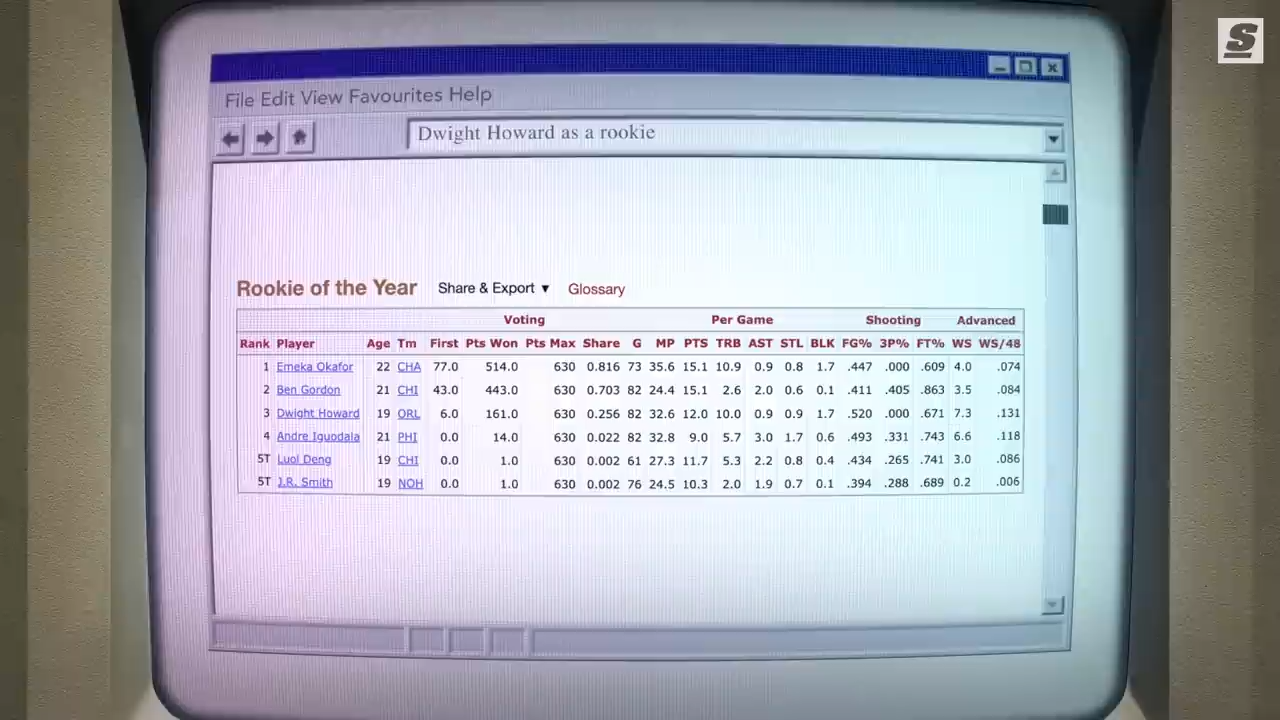 S
File Edit View Favourites Help
Dwight Howard as a rookie
Rookie of the Year Share & Export ▼ Glossary
Voting Per Game Shooting Advanced
Rank Player Age Tm First Pts Won Pts Max Share G MP PTS TRB AST STL BLK FG% 3P% FT% WS WS/48
1 Emeka Okafor 22 CHA 77.0 514.0 630 0.816 73 35.6 15.1 10.9 0.9 0.8 1.7 .447 .000 .609 4.0 .074
2 Ben Gordon 21 CHI 43.0 443.0 630 0.703 82 24.4 15.1 2.6 2.0 0.6 0.1 .411 .405 .863 3.5 .084
3 Dwight Howard 19 ORL 6.0 161.0 630 0.256 82 32.6 12.0 10.0 0.9 0.9 1.7 .520 .000 .671 7.3 .131
4 Andre Iguodala 21 PHI 0.0 14.0 630 0.022 82 32.8 9.0 5.7 3.0 1.7 0.6 .493 .331 .743 6.6 .118
5T Luol Deng 19 CHI 0.0 1.0 630 0.002 61 27.3 11.7 5.3 2.2 0.8 0.4 .434 .265 .741 3.0 .086
5T J.R. Smith 19 NOH 0.0 1.0 630 0.002 76 24.5 10.3 2.0 1.9 0.7 0.1 .394 .288 .689 0.2 .006